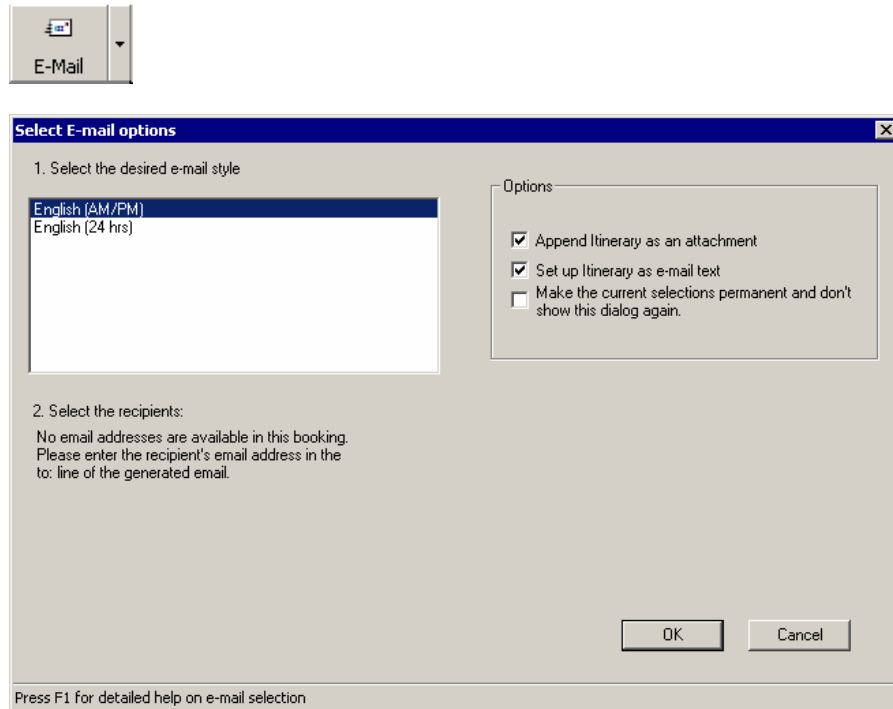 E-Mail
Select E-mail options
1. Select the desired e-mail style
English (AM/PM)
English (24 hrs)
Options
Append Itinerary as an attachment
Set up Itinerary as e-mail text
Make the current selections permanent and don't
show this dialog again.
2. Select the recipients:
No email addresses are available in this booking.
Please enter the recipient's email address in the
to: line of the generated email.
OK
Cancel
Press F1 for detailed help on e-mail selection